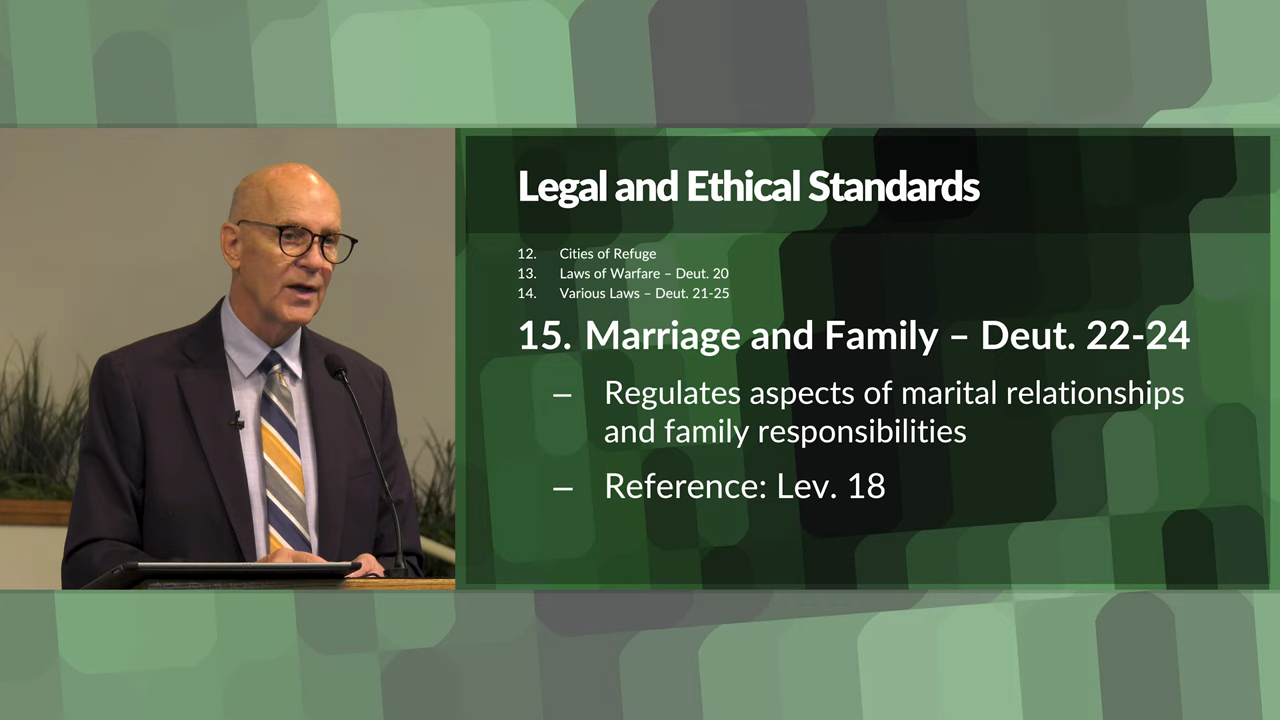 Legal and Ethical Standards
12. Cities of Refuge
13. Laws of Warfare – Deut. 20
14. Various Laws – Deut. 21-25
15. Marriage and Family – Deut. 22-24
– Regulates aspects of marital relationships
and family responsibilities
– Reference: Lev. 18